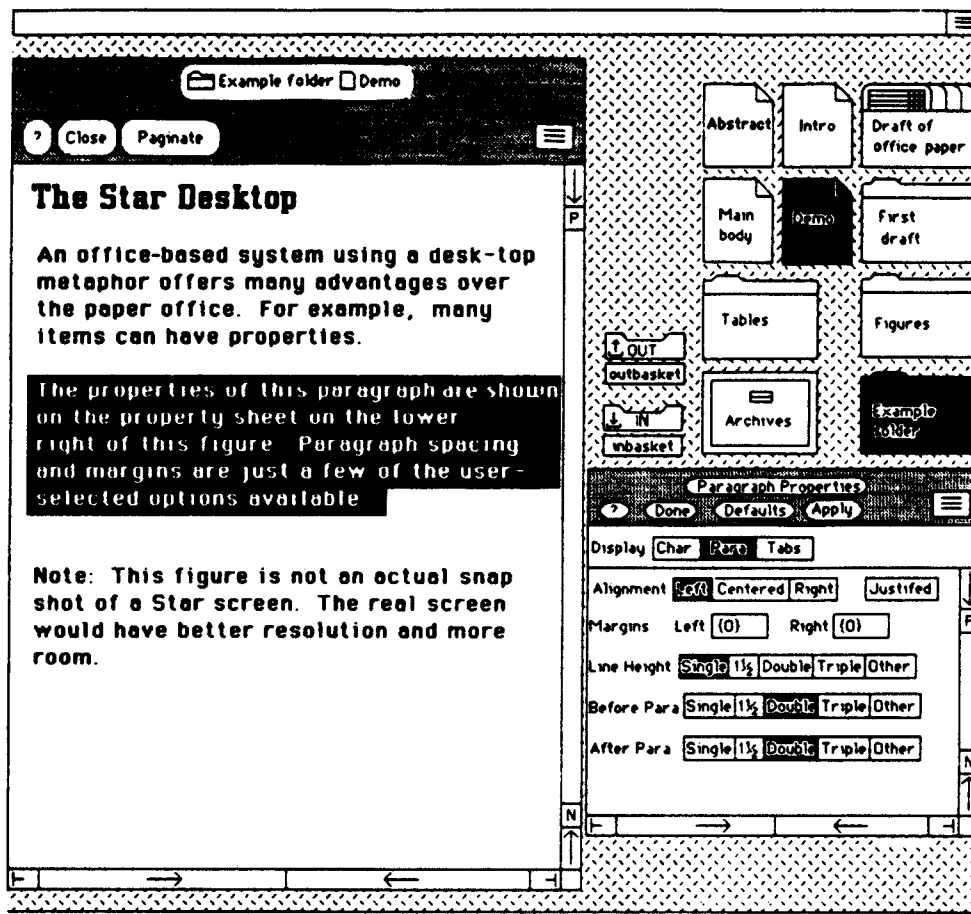 Example folder Demo
? Close Paginate
The Star Desktop
P
An office-based system using a desk-top
metaphor offers many advantages over
the paper office. For example, many
items can have properties.
The properties of this paragraph are shown
on the property sheet on the lower
right of this figure Paragraph spacing
and margins are just a few of the user-
selected options available
Note: This figure is not an actual snap
shot of a Star screen. The real screen
would have better resolution and more
room.
N
Abstract
Intro
Draft of
office paper
Main
body
Demo
First
draft
Tables
Figures
OUT
outbasket
IN
inbasket
Archives
Example
folder
Paragraph Properties
? Done Defaults Apply
Display Char Para Tabs
Alignment Left Centered Right Justifed
Margins Left {0} Right {0}
P
Line Height Single 1½ Double Triple Other
Before Para Single 1½ Double Triple Other
After Para Single 1½ Double Triple Other
N